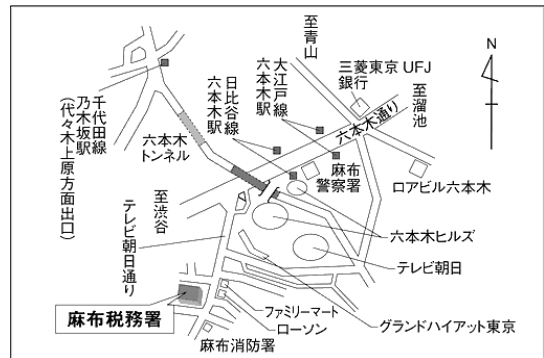 至青山
三菱東京 UFJ
銀行
N
大江戸線
六本木駅
日比谷線
六本木駅
六本木通り
至溜池
千代田線
乃木坂駅
(代々木上原方面出口)
六本木
トンネル
麻布
警察署
ロアビル六本木
至渋谷
テレビ朝日通り
六本木ヒルズ
テレビ朝日
グランドハイアット東京
麻布税務署
ファミリーマート
ローソン
麻布消防署